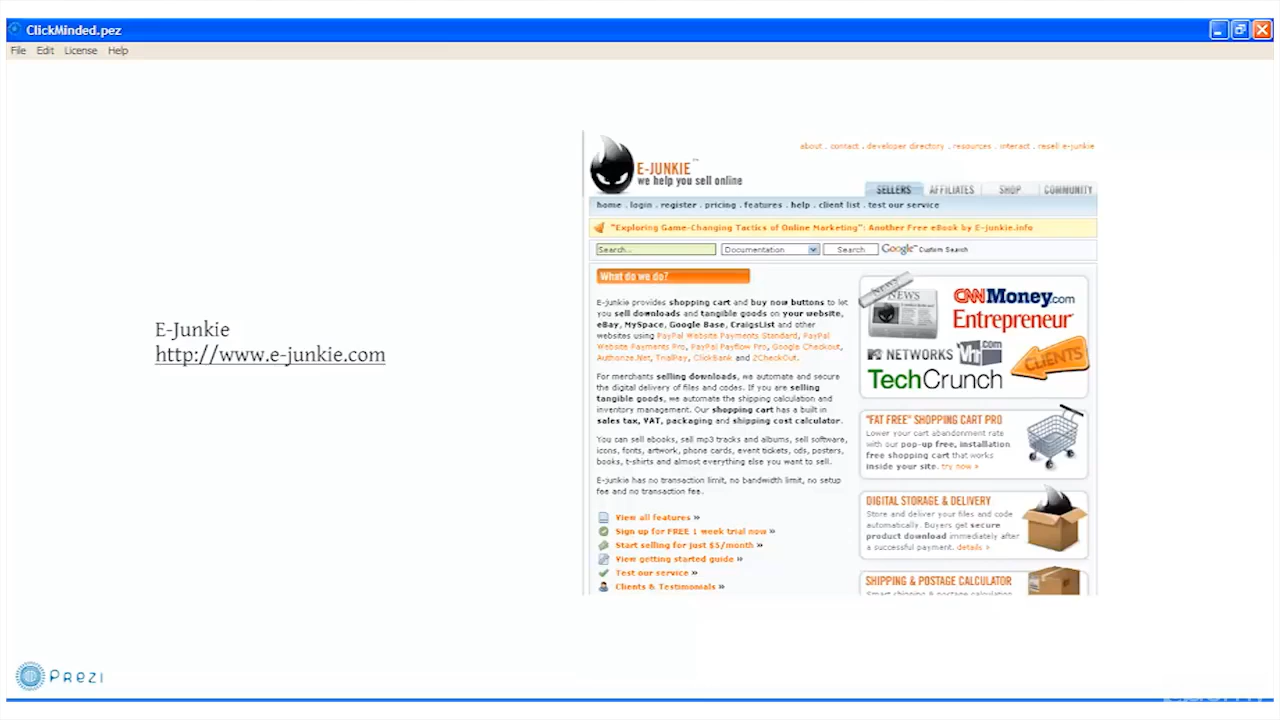 ClickMinded.pez
File Edit License Help
E-Junkie
http://www.e-junkie.com
about . contact . developer directory . resources . interact . resell e-junkie
E-JUNKIE™
we help you sell online
SELLERS AFFILIATES SHOP COMMUNITY
home . login . register . pricing . features . help . client list . test our service
"Exploring Game-Changing Tactics of Online Marketing": Another Free eBook by E-junkie.info
Search... Documentation Search Google™ Custom Search
What do we do?
E-junkie provides shopping cart and buy now buttons to let
you sell downloads and tangible goods on your website,
eBay, MySpace, Google Base, CraigsList and other
websites using PayPal Website Payments Standard, PayPal
Website Payments Pro, PayPal Payflow Pro, Google Checkout,
Authorize.Net, TrialPay, ClickBank and 2CheckOut.
For merchants selling downloads, we automate and secure
the digital delivery of files and codes. If you are selling
tangible goods, we automate the shipping calculation and
inventory management. Our shopping cart has a built in
sales tax, VAT, packaging and shipping cost calculator.
You can sell ebooks, sell mp3 tracks and albums, sell software,
icons, fonts, artwork, phone cards, event tickets, cds, posters,
books, t-shirts and almost everything else you want to sell.
E-junkie has no transaction limit, no bandwidth limit, no setup
fee and no transaction fee.
View all features »
Sign up for FREE 1 week trial now »
Start selling for just $5/month »
View getting started guide »
Test our service »
Clients & Testimonials »
NEWS
NEWS
CNNMoney.com
Entrepreneur
NETWORKS
.com
CLIENTS
TechCrunch
"FAT FREE" SHOPPING CART PRO
Lower your cart abandonment rate
with our pop-up free, installation
free shopping cart that works
inside your site. try now »
DIGITAL STORAGE & DELIVERY
Store and deliver your files and code
automatically. Buyers get secure
product download immediately after
a successful payment. details »
SHIPPING & POSTAGE CALCULATOR
Smart shipping & postage calculation
Prezi